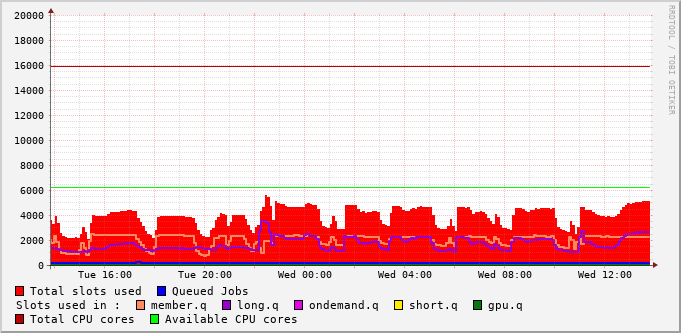 20000
18000
16000
14000
12000
10000
8000
6000
4000
2000
0
Tue 16:00 Tue 20:00 Wed 00:00 Wed 04:00 Wed 08:00 Wed 12:00
RRDTOOL / TOBI OETIKER
Total slots used Queued Jobs
Slots used in : member.q long.q ondemand.q short.q gpu.q
Total CPU cores Available CPU cores